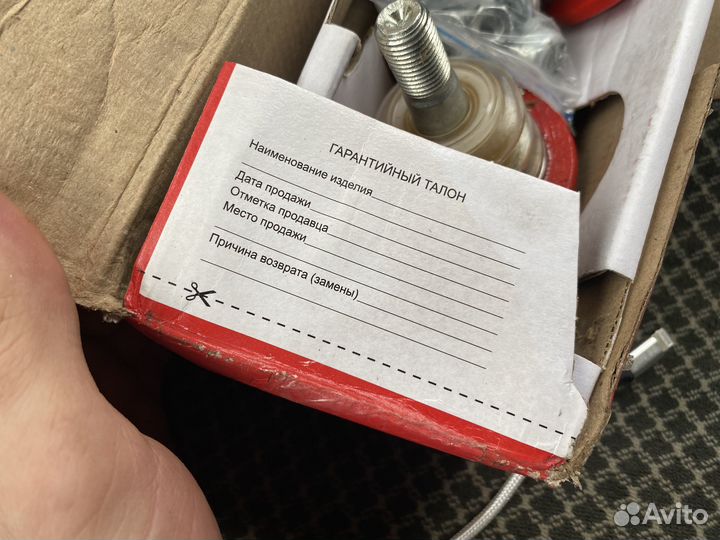 ГАРАНТИЙНЫЙ ТАЛОН
Наименование изделия
Дата продажи
Отметка продавца
Место продажи
Причина возврата (замены)
Avito